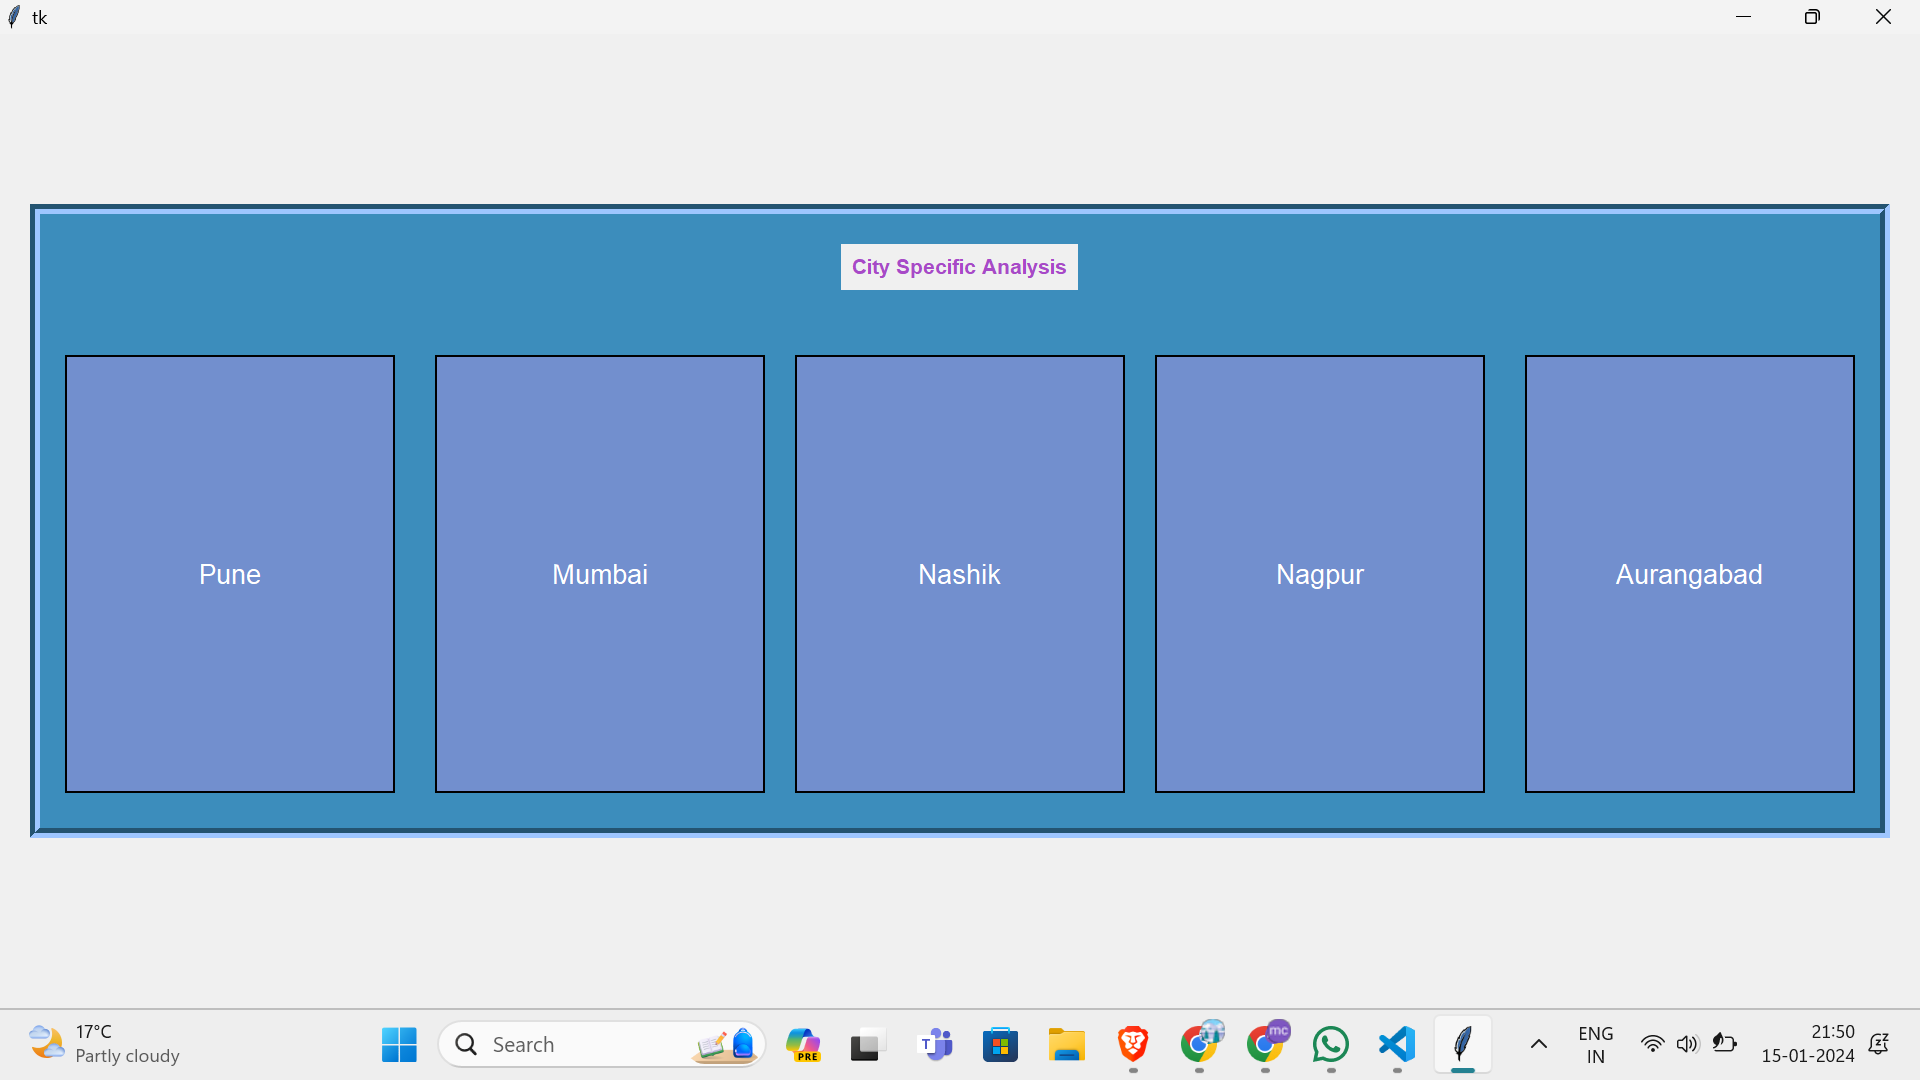 tk
City Specific Analysis
Pune
Mumbai
Nashik
Nagpur
Aurangabad
17°C
Partly cloudy
Search
PRE
T
mc
ENG
IN
21:50
15-01-2024